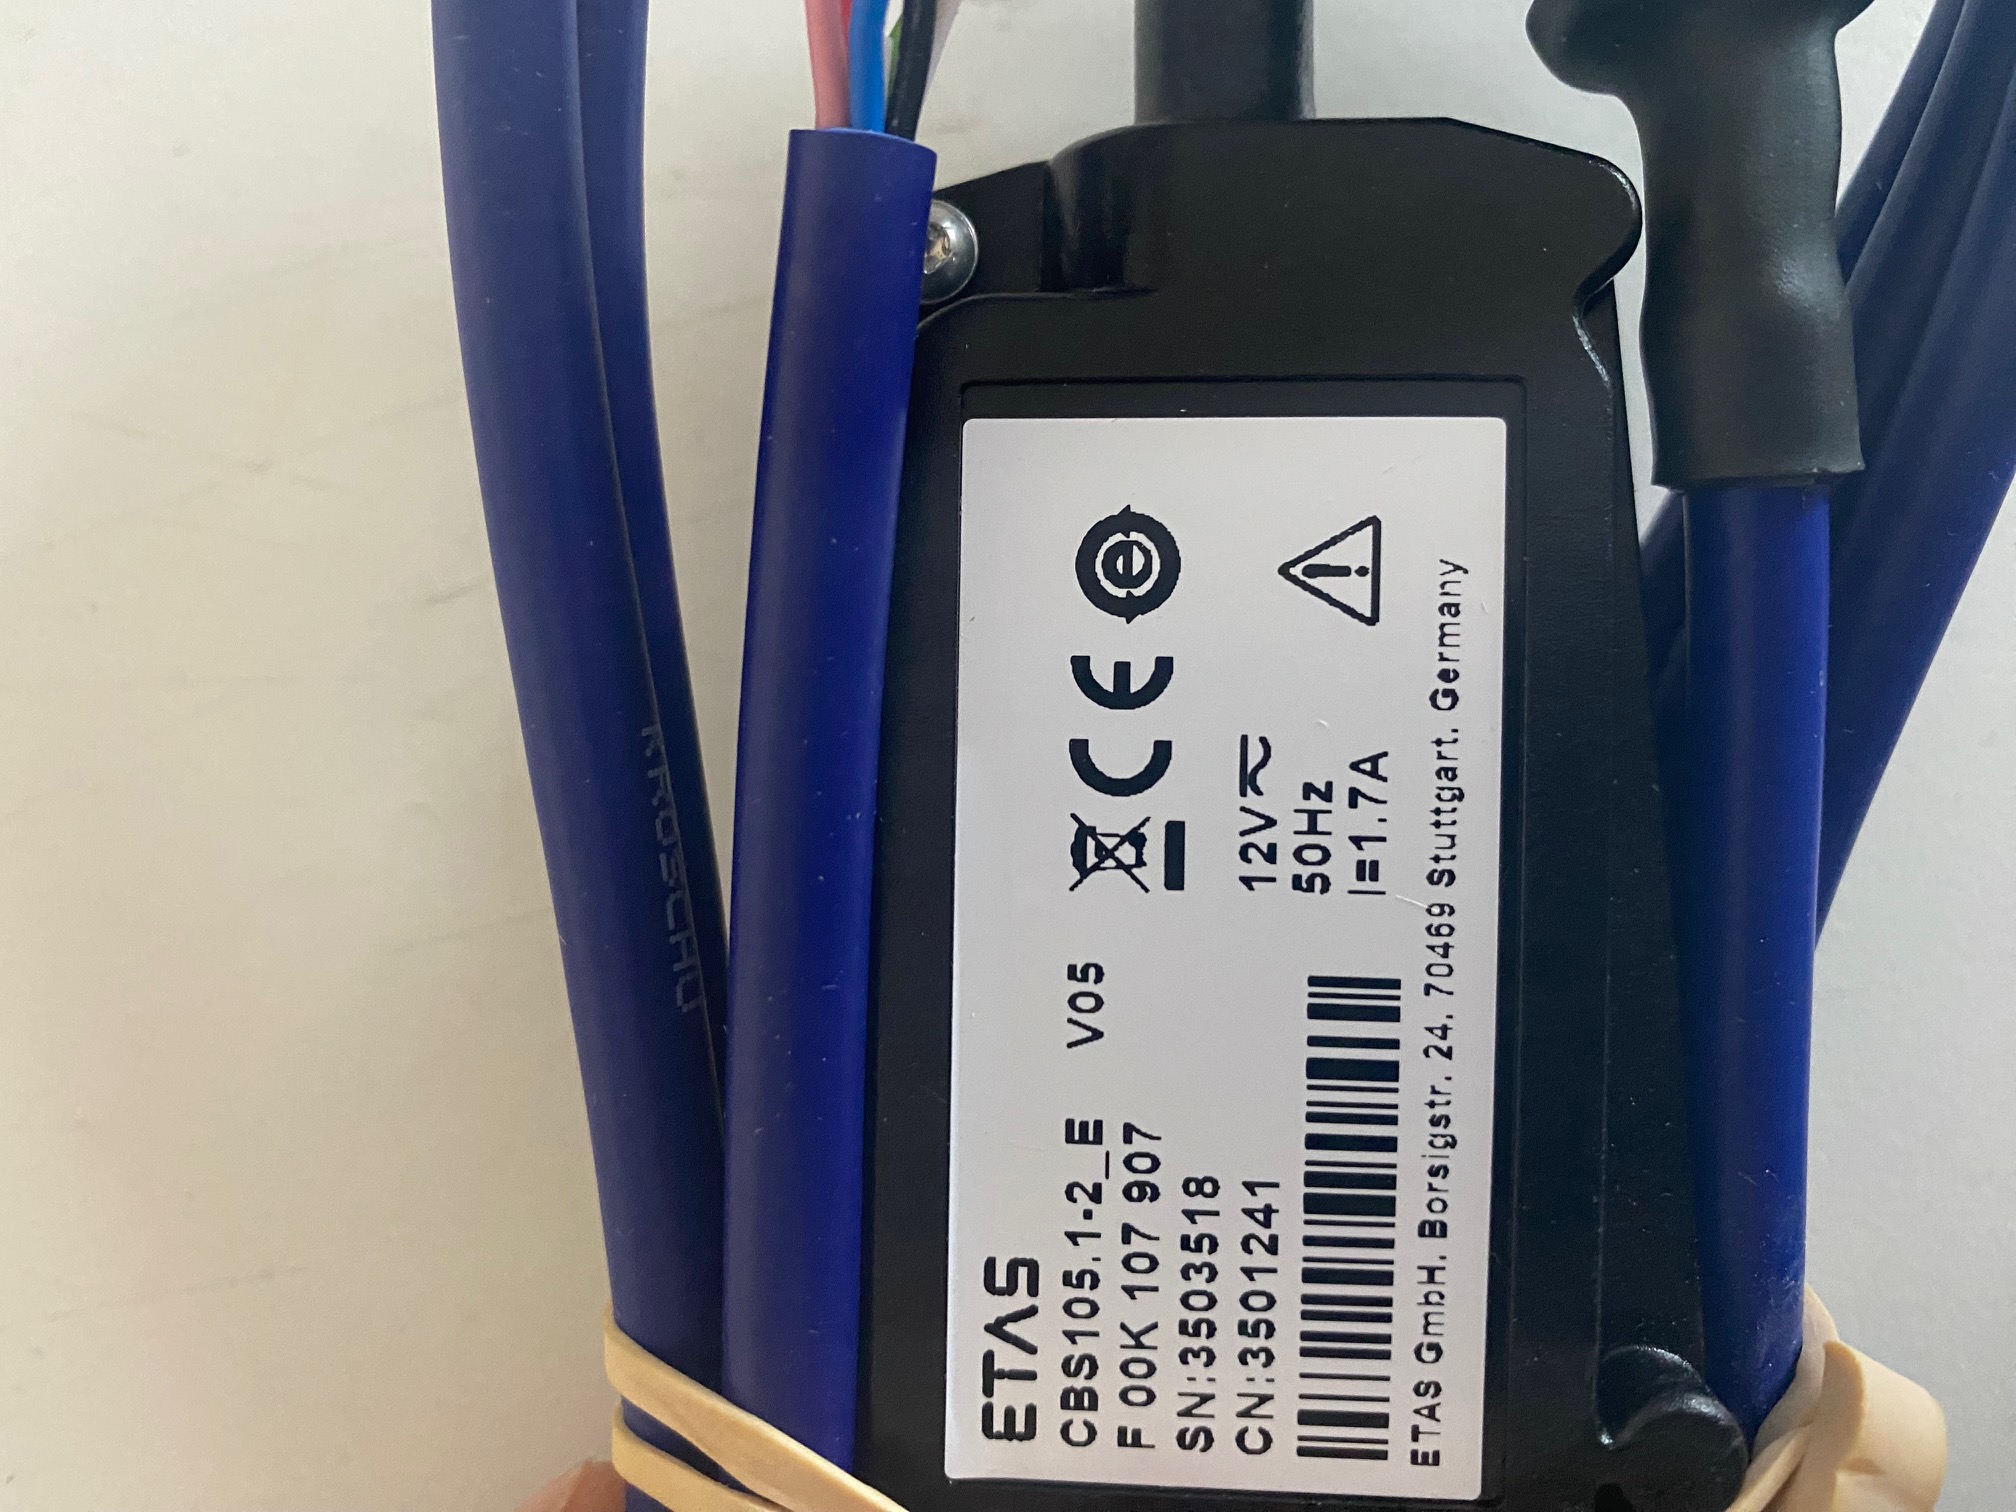 ETAS
CBS105.1-2_E V05
F 00K 107 907
SN:3503518
CN:3501241
CE
e
12V
50Hz
I=1.7A
ETAS GmbH. Borsigstr. 24. 70469 Stuttgart. Germany